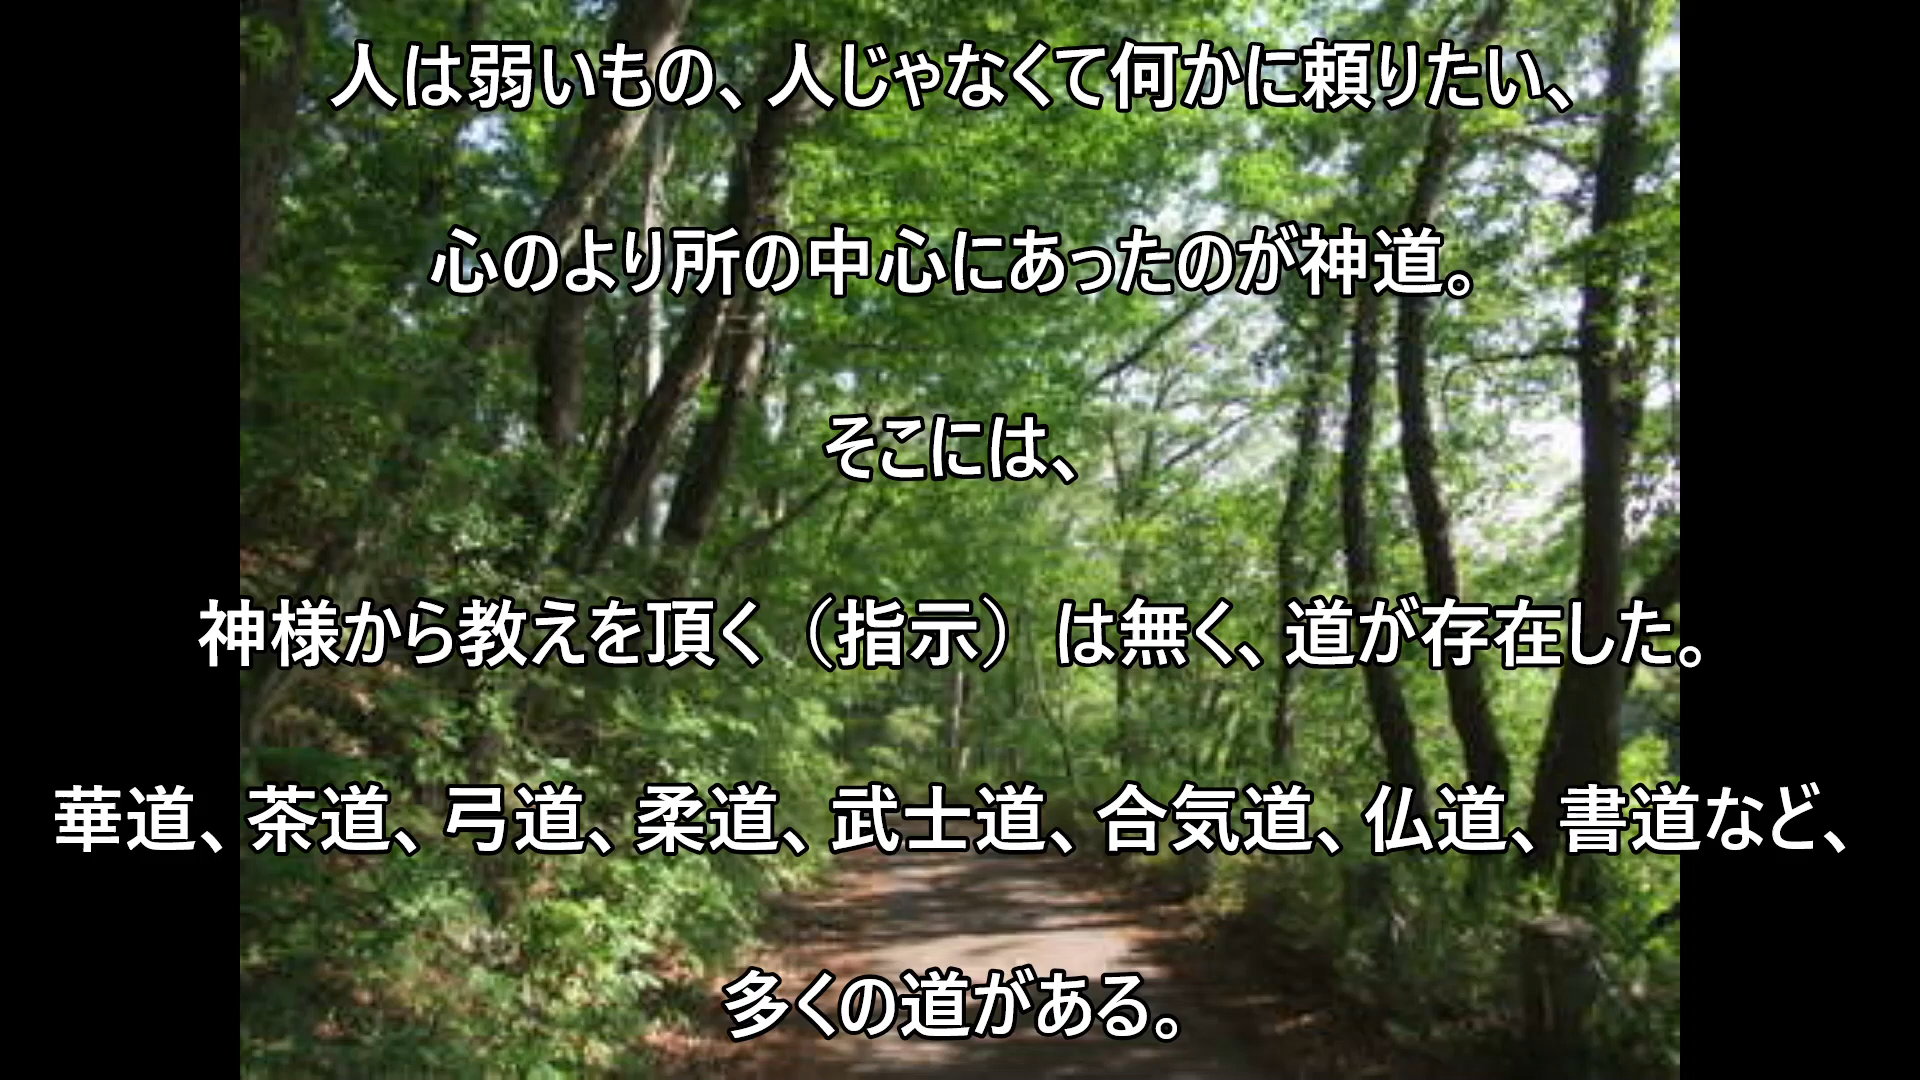 人は弱いもの、人じゃなくて何かに頼りたい、
心のより所の中心にあったのが神道。
そこには、
神様から教えを頂く（指示）は無く、道が存在した。
華道、茶道、弓道、柔道、武士道、合気道、仏道、書道など、
多くの道がある。